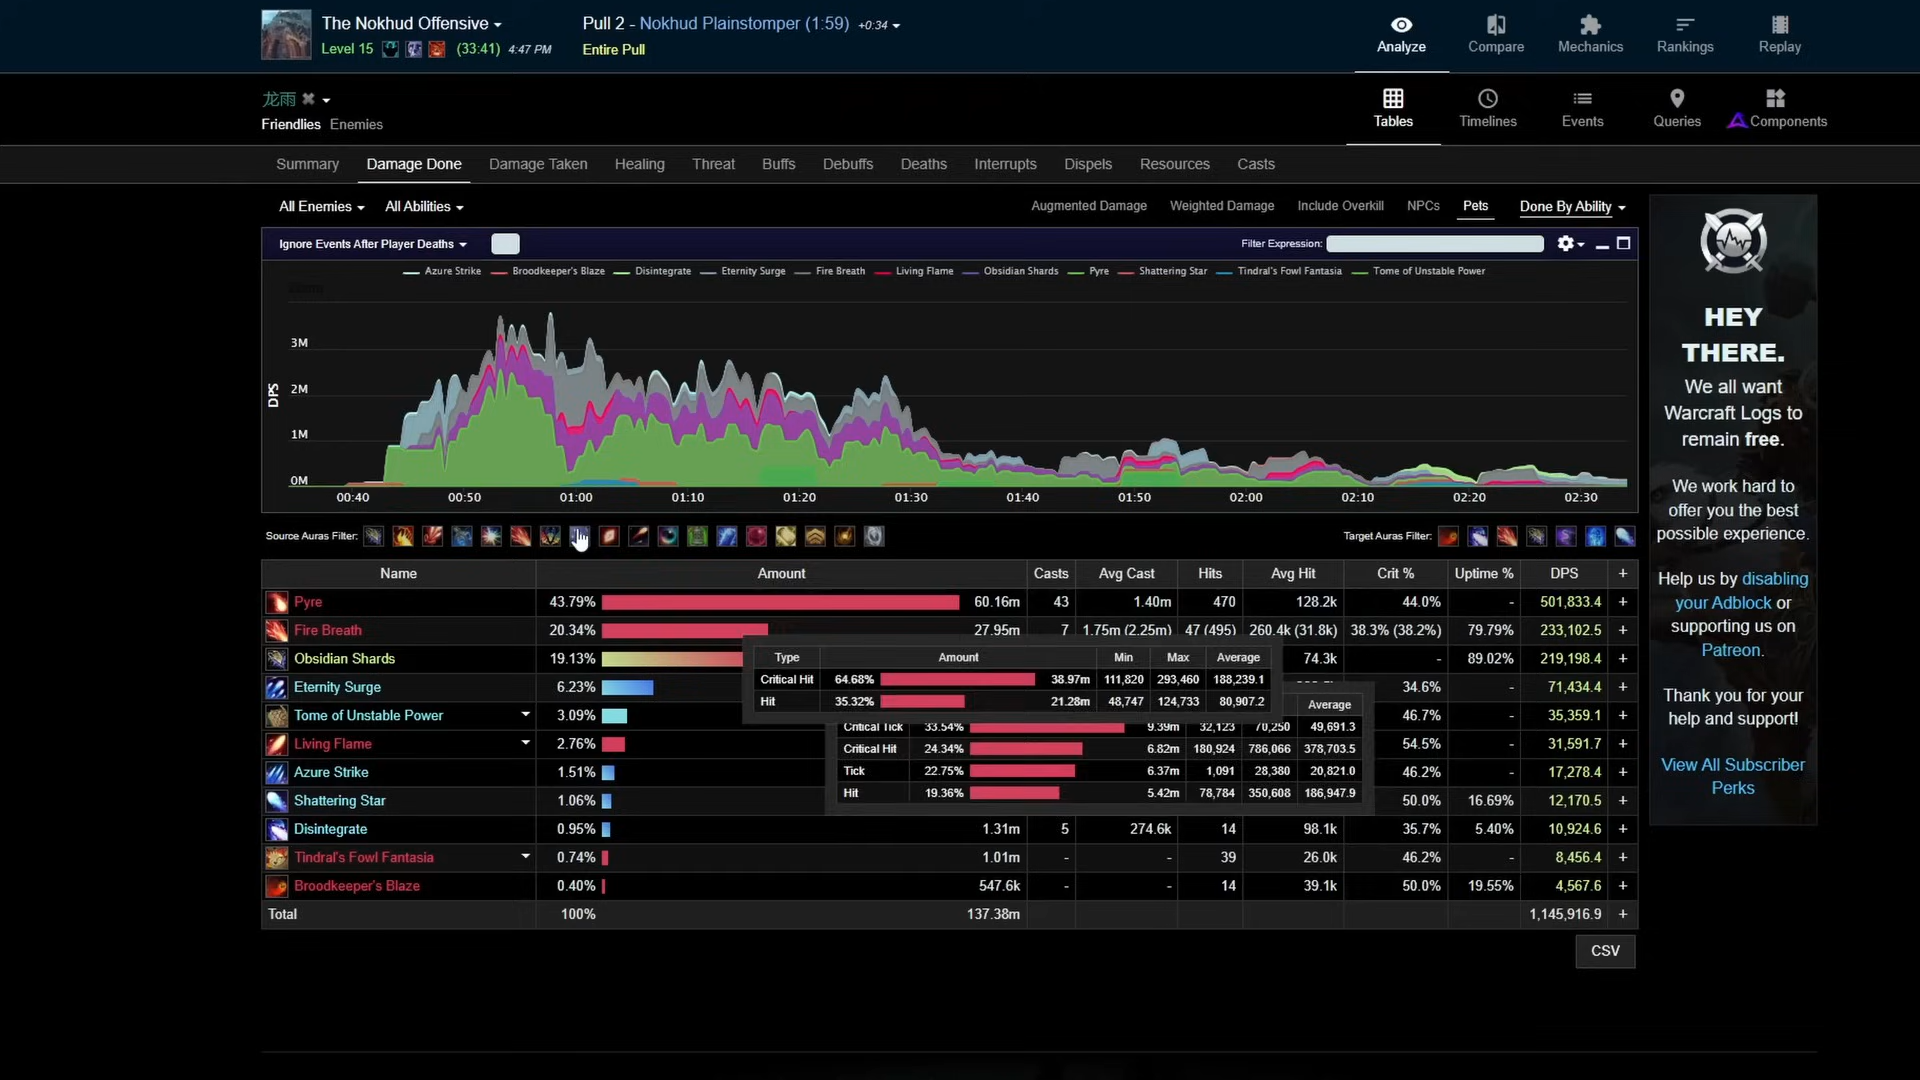 The Nokhud Offensive
Level 15 (33:41) 4:47 PM
Pull 2 - Nokhud Plainstomper (1:59) +0:34
Entire Pull
Analyze Compare Mechanics Rankings Replay
龙雨
Friendlies Enemies
Tables Timelines Events Queries Components
Summary Damage Done Damage Taken Healing Threat Buffs Debuffs Deaths Interrupts Dispels Resources Casts
All Enemies All Abilities Augmented Damage Weighted Damage Include Overkill NPCs Pets Done By Ability
Ignore Events After Player Deaths Filter Expression:
Azure Strike Broodkeeper's Blaze Disintegrate Eternity Surge Fire Breath Living Flame Obsidian Shards Pyre Shattering Star Tindral's Fowl Fantasia Tome of Unstable Power
3M
2M
1M
0M
DPS
00:40 00:50 01:00 01:10 01:20 01:30 01:40 01:50 02:00 02:10 02:20 02:30
Source Auras Filter: Target Auras Filter:
Name Amount Casts Avg Cast Hits Avg Hit Crit % Uptime % DPS +
Pyre 43.79% 60.16m 43 1.40m 470 128.2k 44.0% - 501,833.4 +
Fire Breath 20.34% 27.95m 7 1.75m (2.25m) 47 (495) 260.4k (31.8k) 38.3% (38.2%) 79.79% 233,102.5 +
Obsidian Shards 19.13% 74.3k - 89.02% 219,198.4 +
Eternity Surge 6.23% 34.6% - 71,434.4 +
Tome of Unstable Power 3.09% 46.7% - 35,359.1 +
Living Flame 2.76% 54.5% - 31,591.7 +
Azure Strike 1.51% 46.2% - 17,278.4 +
Shattering Star 1.06% 50.0% 16.69% 12,170.5 +
Disintegrate 0.95% 1.31m 5 274.6k 14 98.1k 35.7% 5.40% 10,924.6 +
Tindral's Fowl Fantasia 0.74% 1.01m - - 39 26.0k 46.2% - 8,456.4 +
Broodkeeper's Blaze 0.40% 547.6k - - 14 39.1k 50.0% 19.55% 4,567.6 +
Total 100% 137.38m 1,145,916.9 +
Type Amount Min Max Average
Critical Hit 64.68% 38.97m 111,820 293,460 188,239.1
Hit 35.32% 21.28m 48,747 124,733 80,907.2
Average
Critical Tick 33.54% 9.39m 32,123 70,250 49,691.3
Critical Hit 24.34% 6.82m 180,924 786,066 378,703.5
Tick 22.75% 6.37m 1,091 28,380 20,821.0
Hit 19.36% 5.42m 78,784 350,608 186,947.9
CSV
HEY
THERE.
We all want
Warcraft Logs to
remain free.
We work hard to
offer you the best
possible experience.
Help us by disabling
your Adblock or
supporting us on
Patreon.
Thank you for your
help and support!
View All Subscriber
Perks